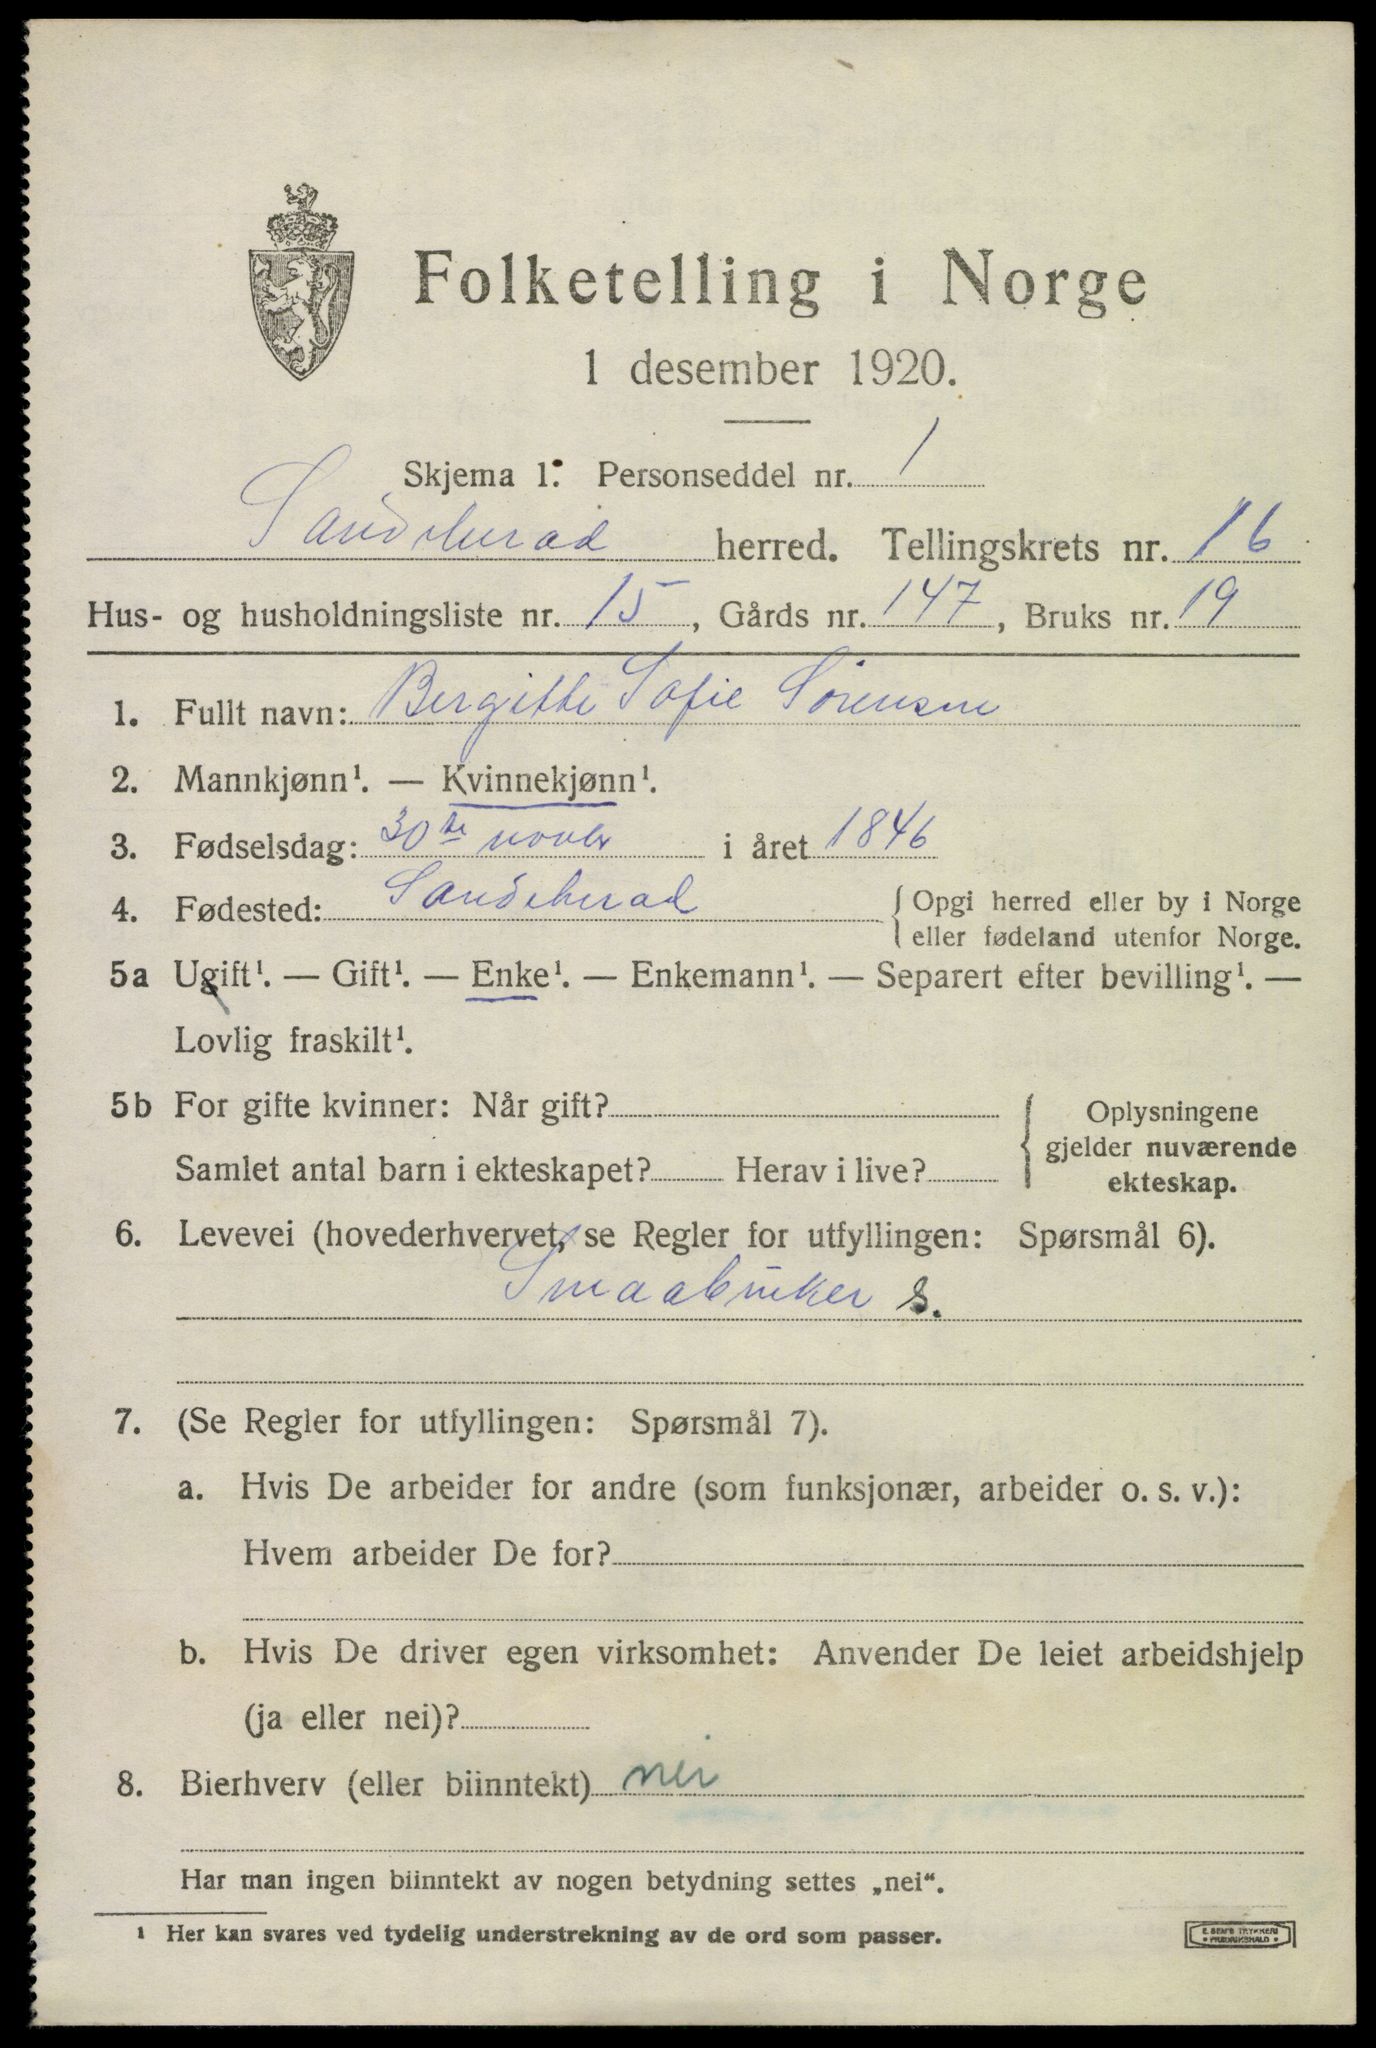 Folketelling i Norge
1 desember 1920.
Skjema 1. Personseddel nr. 1
Sandeherad herred. Tellingskrets nr. 16
Hus- og husholdningsliste nr. 15, Gårds nr. 147, Bruks nr. 19
1. Fullt navn: Bergitte Sofie Sörensen
2. Mannkjønn¹. — Kvinnekjønn¹.
3. Fødselsdag: 30te novbr i året 1846
4. Fødested: Sandeherad { Opgi herred eller by i Norge
eller fødeland utenfor Norge.
5a Ugift¹. — Gift¹. — Enke¹. — Enkemann¹. — Separert efter bevilling¹. —
Lovlig fraskilt¹.
5b For gifte kvinner: Når gift?
Samlet antal barn i ekteskapet? Herav i live?
{ Oplysningene
gjelder nuværende
ekteskap.
6. Levevei (hovederhvervet, se Regler for utfyllingen: Spørsmål 6).
Smaabruker s.
7. (Se Regler for utfyllingen: Spørsmål 7).
a. Hvis De arbeider for andre (som funksjonær, arbeider o. s. v.):
Hvem arbeider De for?
b. Hvis De driver egen virksomhet: Anvender De leiet arbeidshjelp
(ja eller nei)?
8. Bierhverv (eller biinntekt) nei
Har man ingen biinntekt av nogen betydning settes „nei“.
¹ Her kan svares ved tydelig understrekning av de ord som passer.
E. SEM'S TRYKKERI
• FREDRIKSHALD •